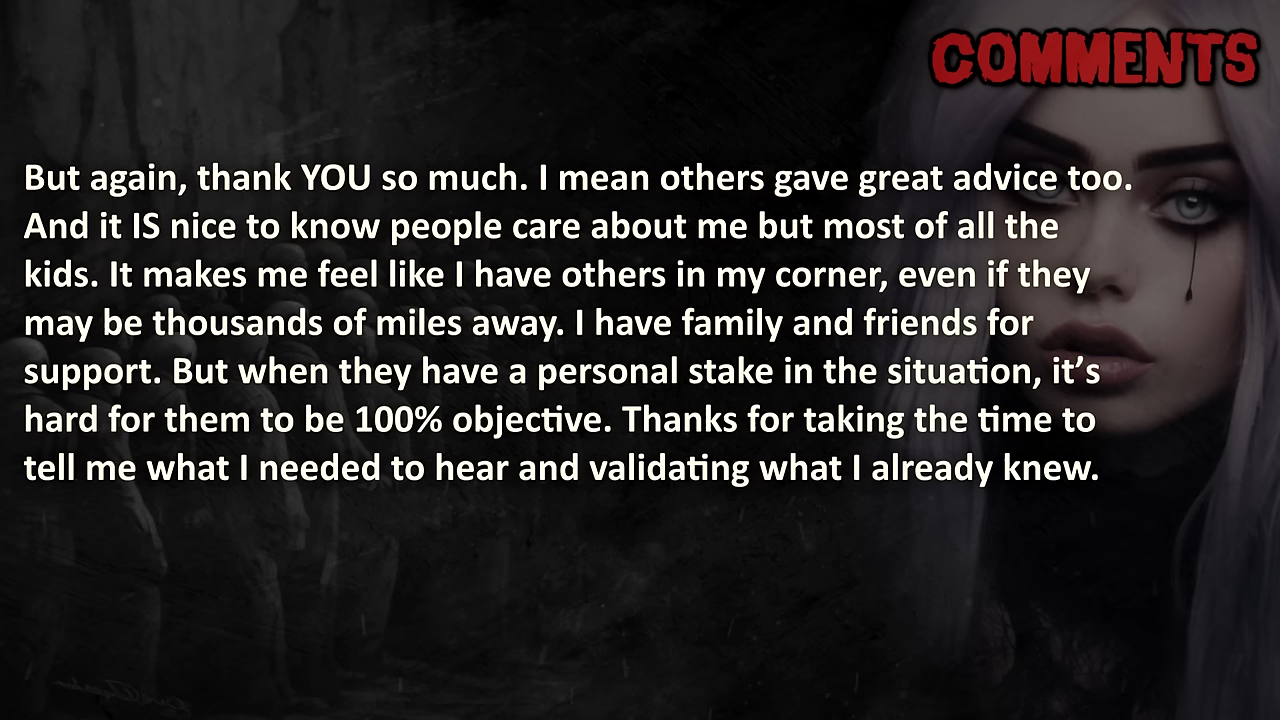 COMMENTS
But again, thank YOU so much. I mean others gave great advice too.
And it IS nice to know people care about me but most of all the
kids. It makes me feel like I have others in my corner, even if they
may be thousands of miles away. I have family and friends for
support. But when they have a personal stake in the situation, it’s
hard for them to be 100% objective. Thanks for taking the time to
tell me what I needed to hear and validating what I already knew.